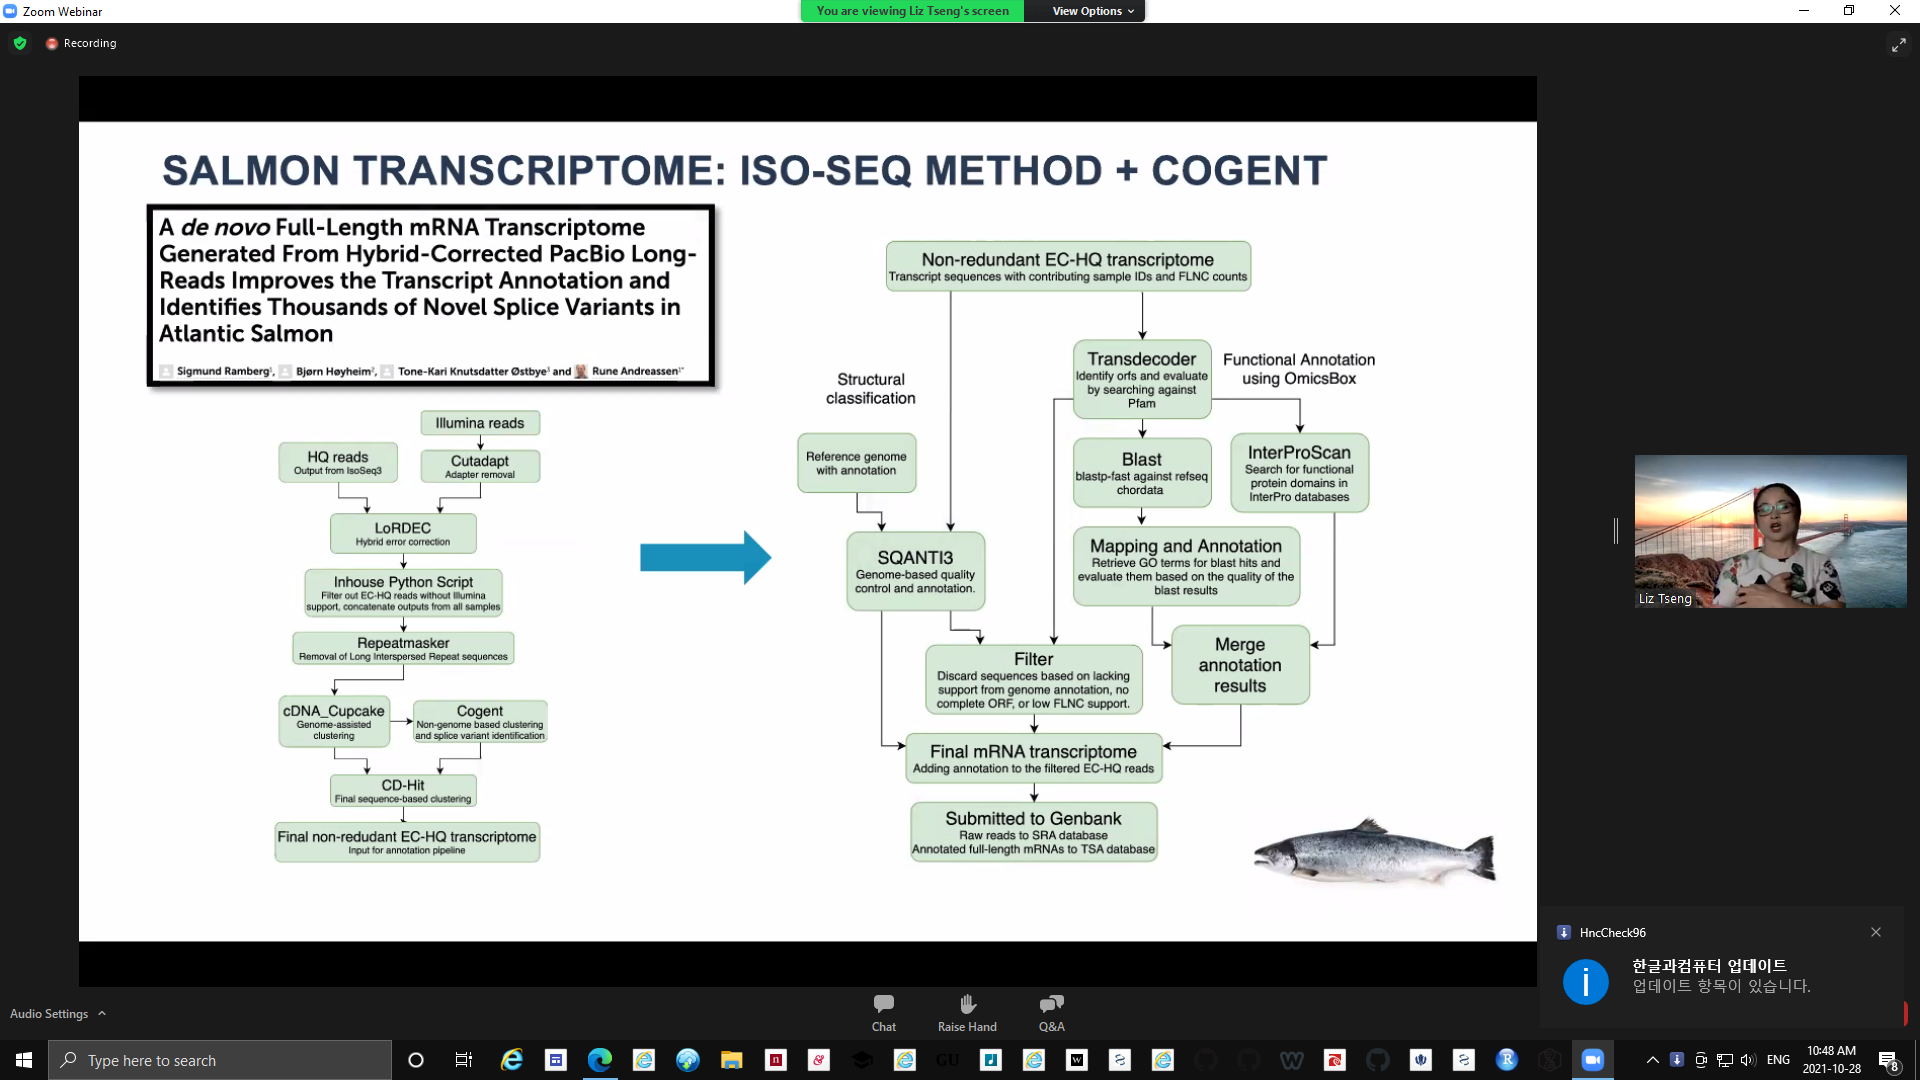 Zoom Webinar
You are viewing Liz Tseng's screen
View Options
Recording
SALMON TRANSCRIPTOME: ISO-SEQ METHOD + COGENT
A de novo Full-Length mRNA Transcriptome
Generated From Hybrid-Corrected PacBio Long-
Reads Improves the Transcript Annotation and
Identifies Thousands of Novel Splice Variants in
Atlantic Salmon
Sigmund Ramberg¹, Bjørn Høyheim², Tone-Kari Knutsdatter Østbye³ and Rune Andreassen¹*
Illumina reads
HQ reads
Output from IsoSeq3
Cutadapt
Adapter removal
LoRDEC
Hybrid error correction
Inhouse Python Script
Filter out EC-HQ reads without Illumina
support, concatenate outputs from all samples
Repeatmasker
Removal of Long Interspersed Repeat sequences
cDNA_Cupcake
Genome-assisted
clustering
Cogent
Non-genome based clustering
and splice variant identification
CD-Hit
Final sequence-based clustering
Final non-redudant EC-HQ transcriptome
Input for annotation pipeline
Non-redundant EC-HQ transcriptome
Transcript sequences with contributing sample IDs and FLNC counts
Structural
classification
Transdecoder
Identify orfs and evaluate
by searching against
Pfam
Functional Annotation
using OmicsBox
Reference genome
with annotation
Blast
blastp-fast against refseq
chordata
InterProScan
Search for functional
protein domains in
InterPro databases
SQANTI3
Genome-based quality
control and annotation.
Mapping and Annotation
Retrieve GO terms for blast hits and
evaluate them based on the quality of the
blast results
Filter
Discard sequences based on lacking
support from genome annotation, no
complete ORF, or low FLNC support.
Merge
annotation
results
Final mRNA transcriptome
Adding annotation to the filtered EC-HQ reads
Submitted to Genbank
Raw reads to SRA database
Annotated full-length mRNAs to TSA database
Liz Tseng
HncCheck96
한글과컴퓨터 업데이트
업데이트 항목이 있습니다.
Audio Settings
Chat
Raise Hand
Q&A
Type here to search
GU
ENG
10:48 AM
2021-10-28
8